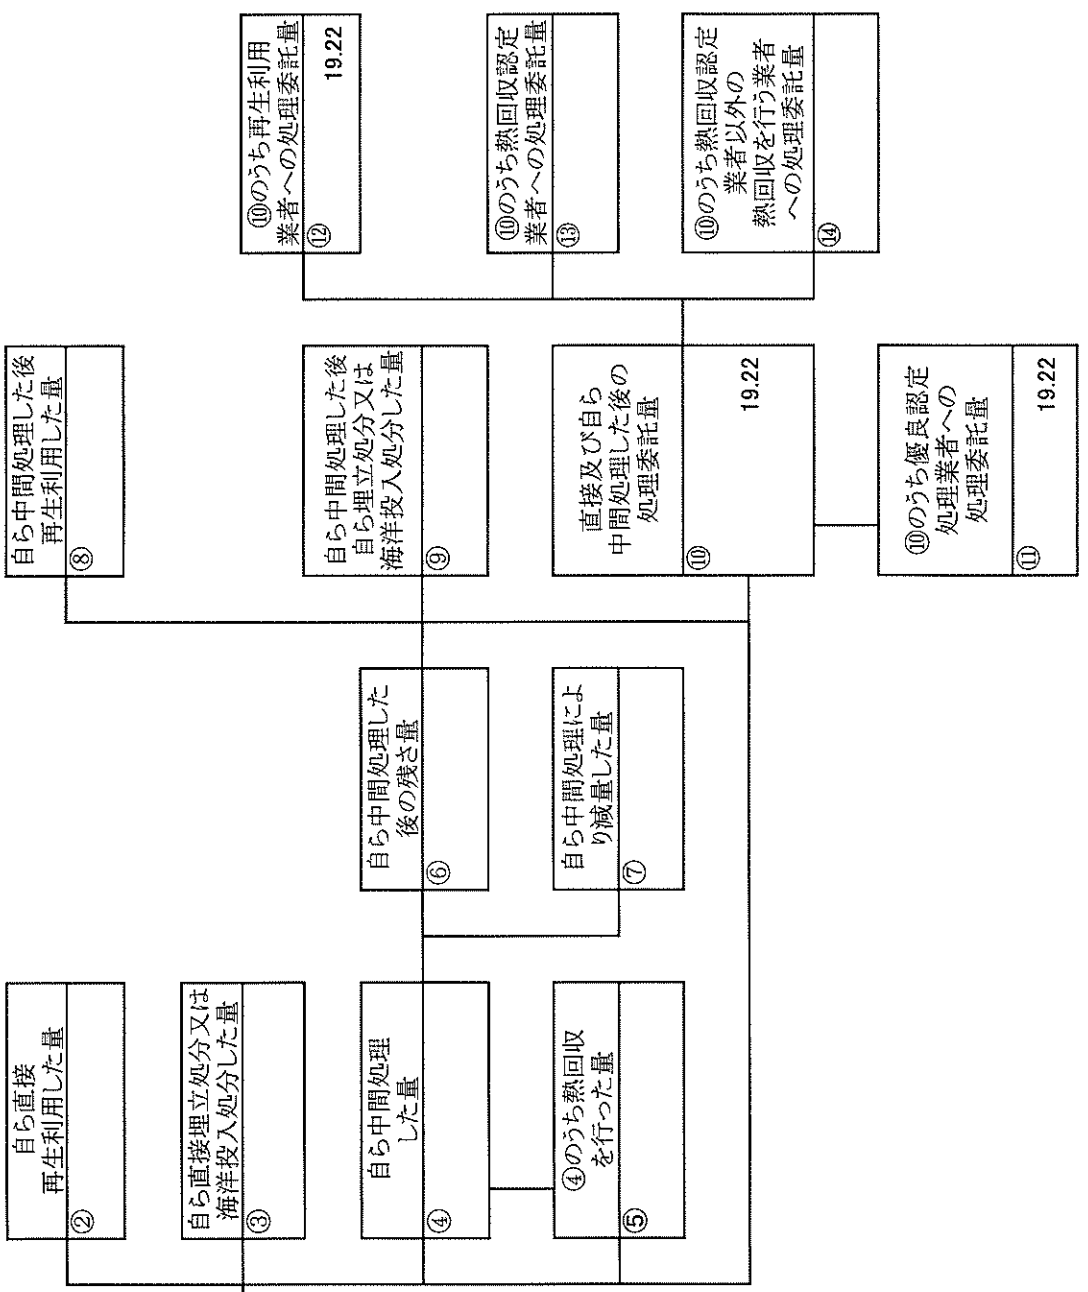 自ら直接
再生利用した量
②
自ら直接埋立処分又は
海洋投入処分した量
③
自ら中間処理
した量
④
④のうち熱回収
を行った量
⑤
自ら中間処理した
後の残さ量
⑥
自ら中間処理によ
り減量した量
⑦
自ら中間処理した後
再生利用した量
⑧
自ら中間処理した後
自ら埋立処分又は
海洋投入処分した量
⑨
直接及び自ら
中間処理した後の
処理委託量
⑩
19.22
⑩のうち優良認定
処理業者への
処理委託量
⑪
19.22
⑩のうち再生利用
業者への処理委託量
⑫
19.22
⑩のうち熱回収認定
業者への処理委託量
⑬
⑩のうち熱回収認定
業者以外の
熱回収を行う業者
への処理委託量
⑭